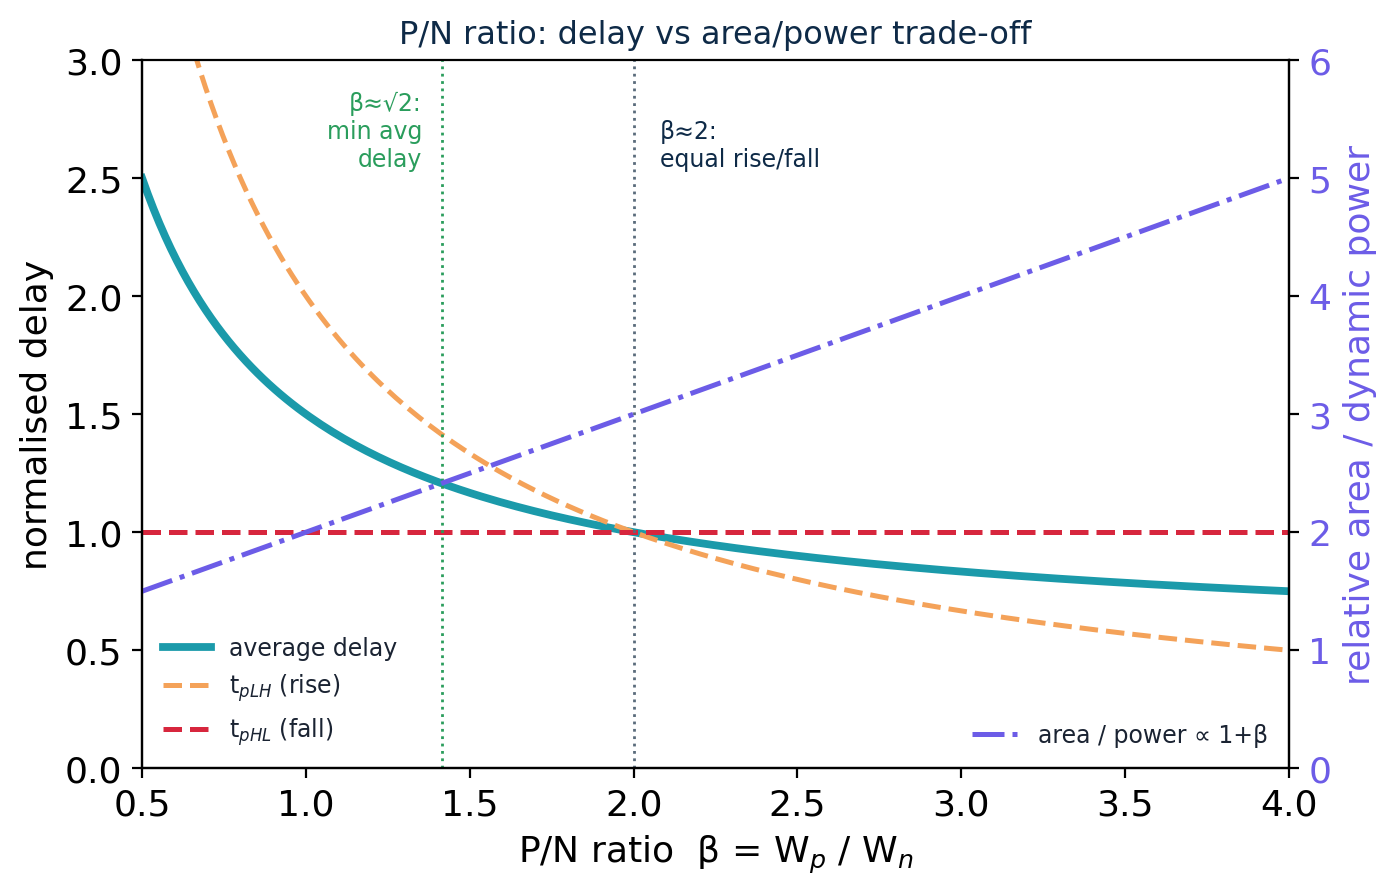 P/N ratio: delay vs area/power trade-off
normalised delay
3.0
2.5
2.0
1.5
1.0
0.5
0.0
β≈√2:
min avg
delay
β≈2:
equal rise/fall
average delay
tpLH (rise)
tpHL (fall)
area / power ∝ 1+β
6
5
4
3
2
1
0
relative area / dynamic power
0.5 1.0 1.5 2.0 2.5 3.0 3.5 4.0
P/N ratio β = Wp / Wn